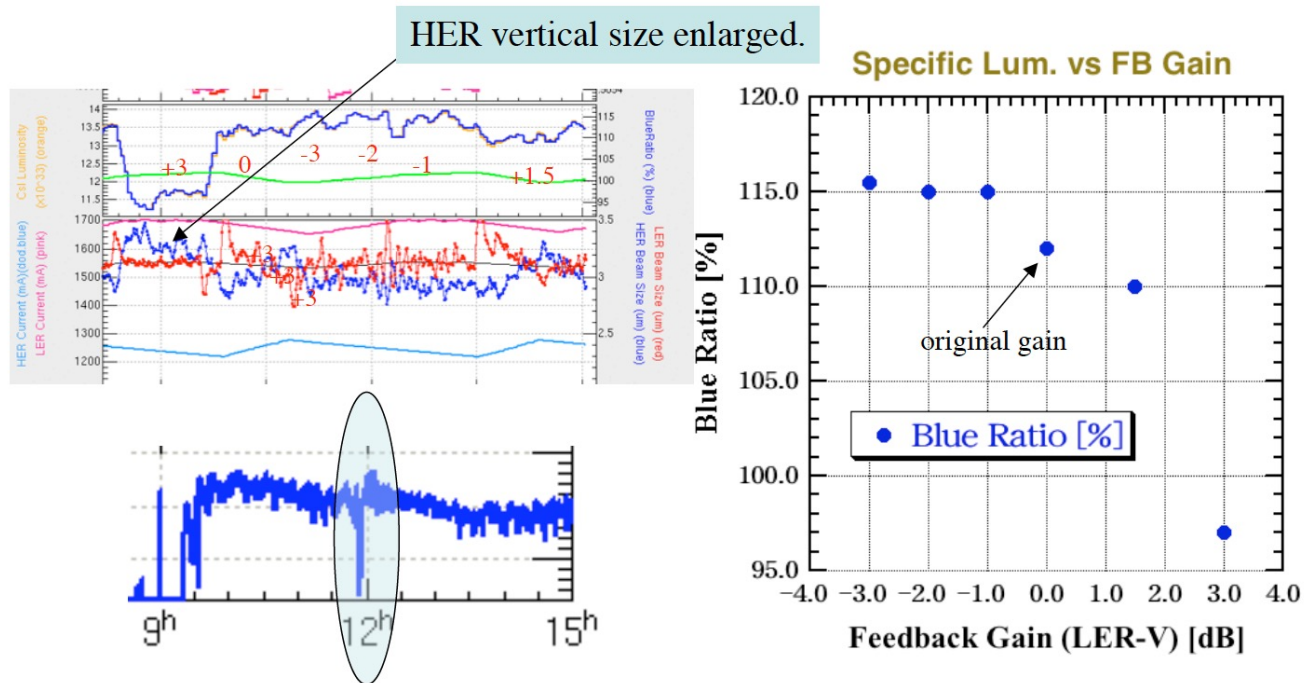 HER vertical size enlarged.
CsI Luminosity
(x10^33) (orange)
14
13.5
13
12.5
12
11.5
+3
0
-3
-2
-1
+1.5
115
110
105
100
95
BlueRatio (%) (blue)
HER Current (mA)(dod.blue)
LER Current (mA) (pink)
1700
1600
1500
1400
1300
1200
+3
3.5
3
2.5
HER Beam Size (um) (blue)
LER Beam Size (um) (red)
9h
12h
15h
Specific Lum. vs FB Gain
Blue Ratio [%]
120.0
115.0
110.0
105.0
100.0
95.0
original gain
Blue Ratio [%]
−4.0 −3.0 −2.0 −1.0 0.0 1.0 2.0 3.0 4.0
Feedback Gain (LER-V) [dB]